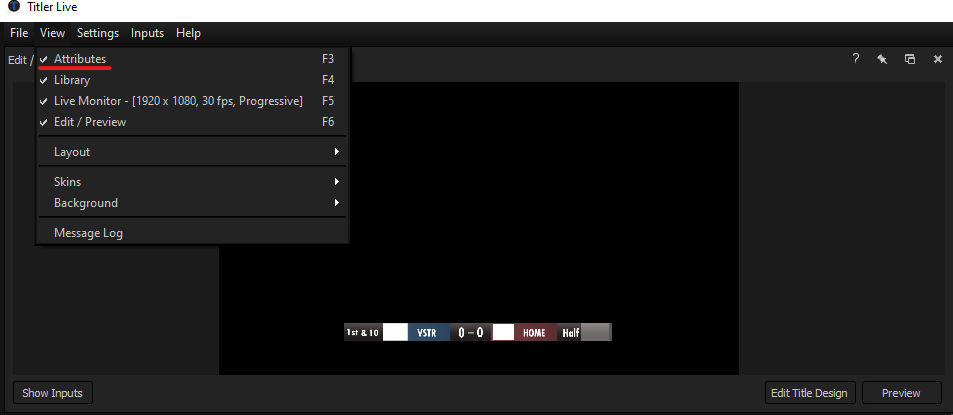 Titler Live
File View Settings Inputs Help
Edit /
?
Attributes F3
Library F4
Live Monitor - [1920 x 1080, 30 fps, Progressive] F5
Edit / Preview F6
Layout
Skins
Background
Message Log
1st & 10 VSTR 0 – 0 HOME Half
Show Inputs Edit Title Design Preview